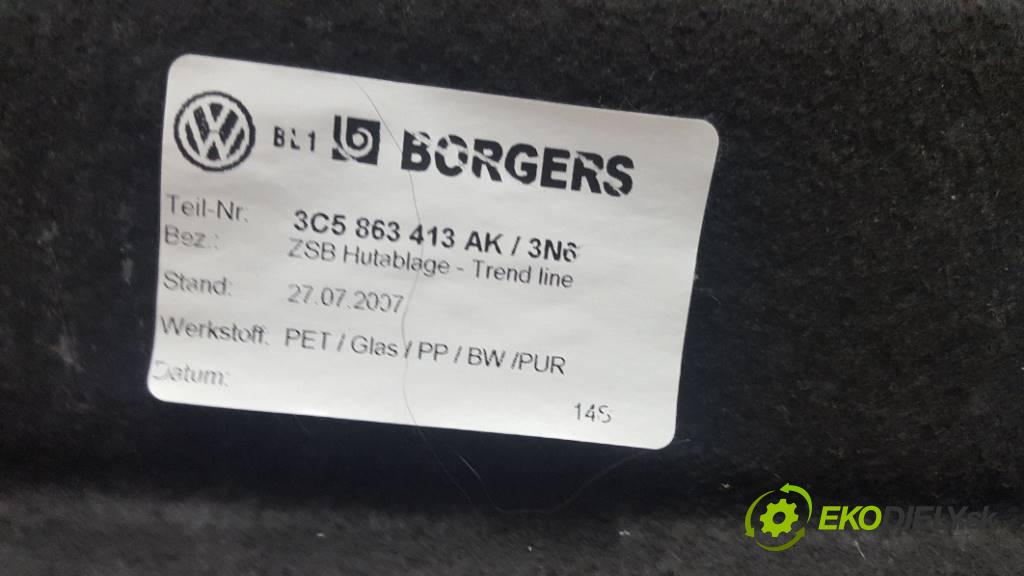 VW BL1 BORGERS
Teil-Nr: 3C5 863 413 AK / 3N6
Bez.: ZSB Hutablage - Trend line
Stand: 27.07.2007
Werkstoff: PET / Glas / PP / BW /PUR
Datum:
14S
EKODIELY.sk